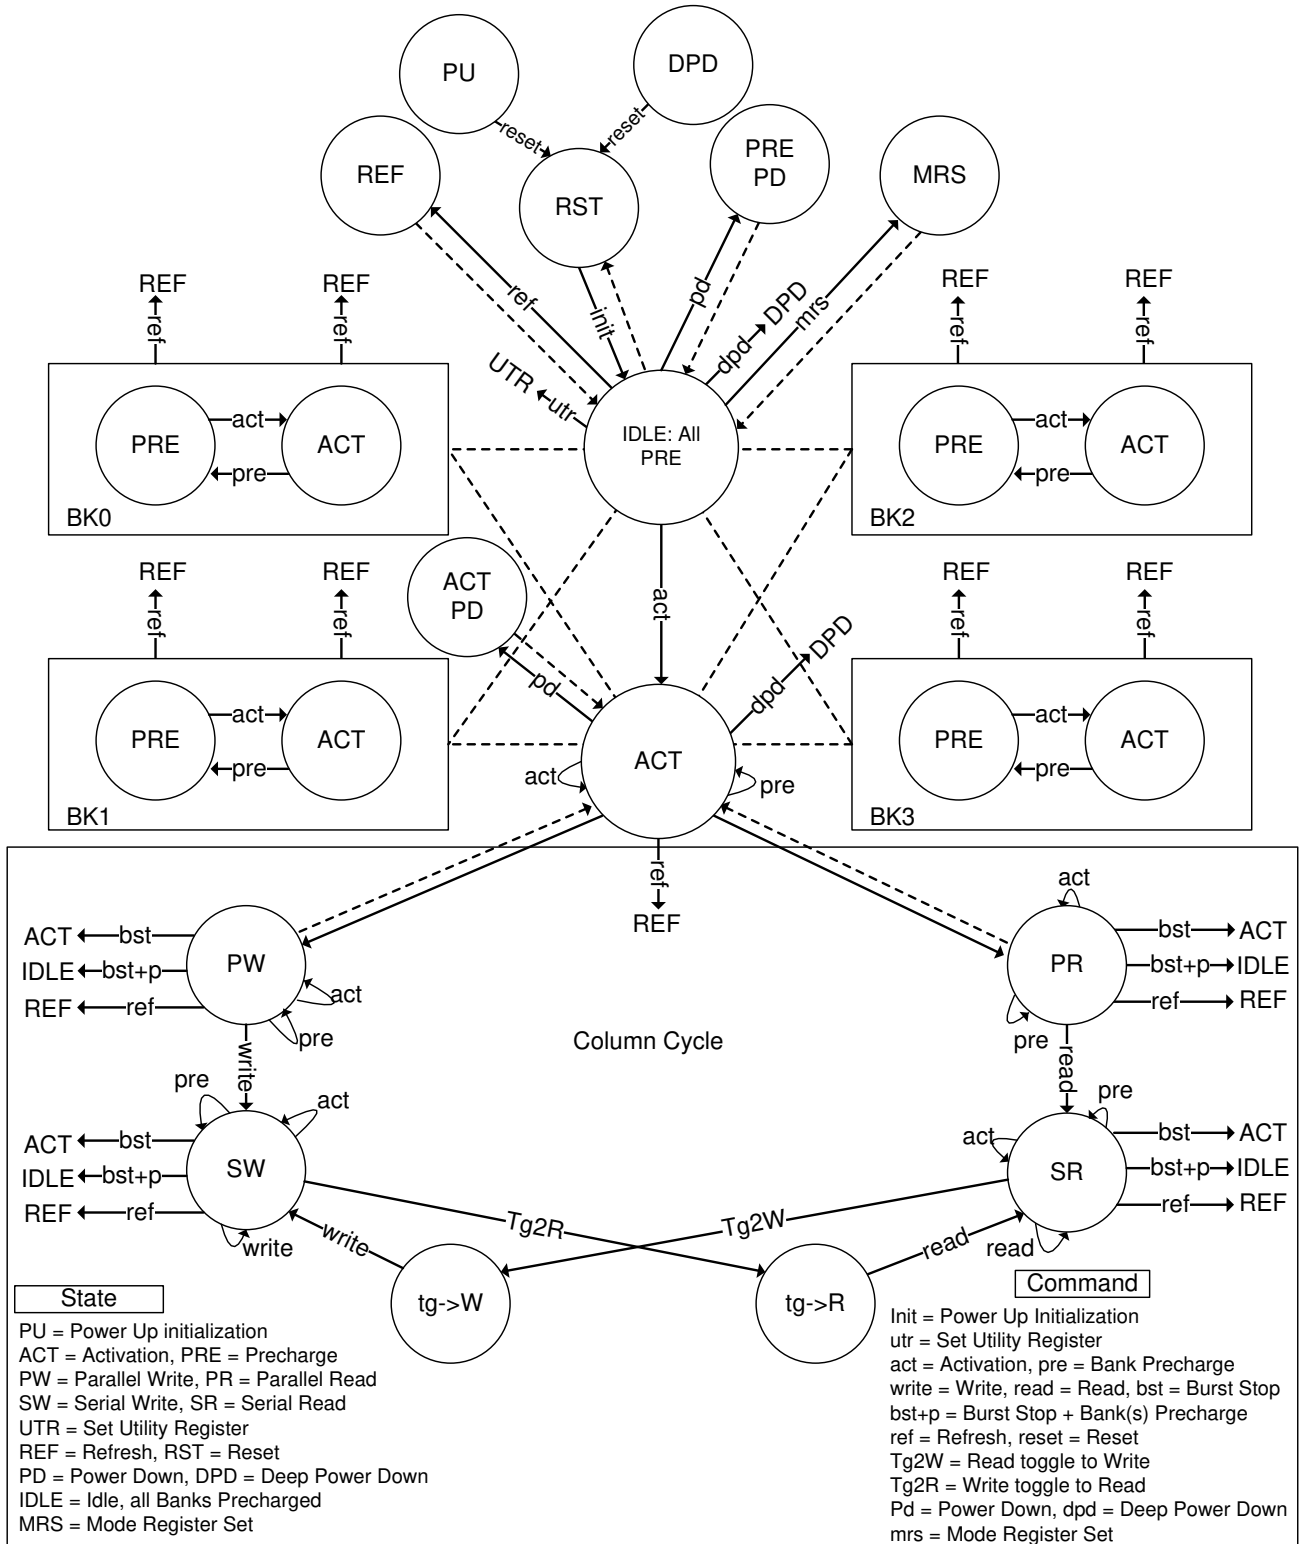 PU
DPD
reset
reset
REF
RST
PRE
PD
MRS
ref
init
pd
dpd
DPD
mrs
UTR
utr
IDLE: All
PRE
REF
REF
ref
ref
PRE
act
ACT
pre
BK0
REF
REF
ref
ref
PRE
act
ACT
pre
BK2
REF
REF
ref
ref
PRE
act
ACT
pre
BK1
ACT
PD
pd
act
dpd
DPD
REF
REF
ref
ref
PRE
act
ACT
pre
BK3
ACT
act
pre
ref
REF
ACT
bst
IDLE
bst+p
REF
ref
PW
act
pre
write
act
PR
bst
ACT
bst+p
IDLE
ref
REF
pre
read
Column Cycle
pre
act
ACT
bst
IDLE
bst+p
REF
ref
SW
write
pre
act
SR
bst
ACT
bst+p
IDLE
ref
REF
read
Tg2R
Tg2W
write
read
tg->W
tg->R
State
PU = Power Up initialization
ACT = Activation, PRE = Precharge
PW = Parallel Write, PR = Parallel Read
SW = Serial Write, SR = Serial Read
UTR = Set Utility Register
REF = Refresh, RST = Reset
PD = Power Down, DPD = Deep Power Down
IDLE = Idle, all Banks Precharged
MRS = Mode Register Set
Command
Init = Power Up Initialization
utr = Set Utility Register
act = Activation, pre = Bank Precharge
write = Write, read = Read, bst = Burst Stop
bst+p = Burst Stop + Bank(s) Precharge
ref = Refresh, reset = Reset
Tg2W = Read toggle to Write
Tg2R = Write toggle to Read
Pd = Power Down, dpd = Deep Power Down
mrs = Mode Register Set